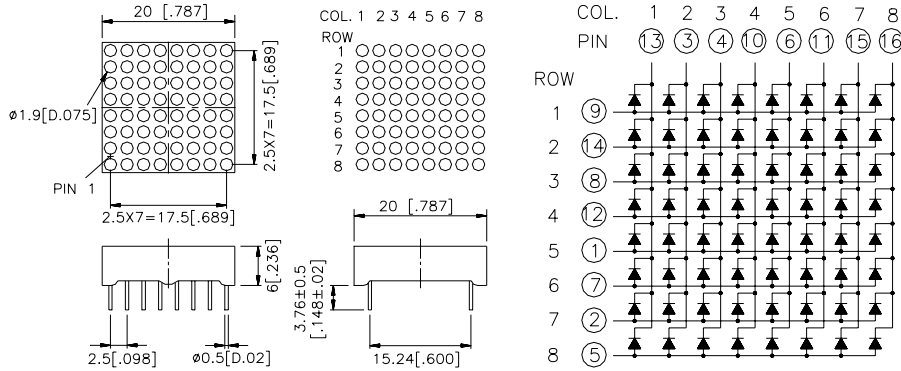 20 [.787]
2.5X7=17.5[.689]
ø1.9[D.075]
PIN 1
2.5X7=17.5[.689]
COL. 1 2 3 4 5 6 7 8
ROW
1
2
3
4
5
6
7
8
6[.236]
2.5[.098]
ø0.5[D.02]
20 [.787]
3.76±0.5
[.148±.02]
15.24[.600]
COL. 1 2 3 4 5 6 7 8
PIN 13 3 4 10 6 11 15 16
ROW
1 9
2 14
3 8
4 12
5 1
6 7
7 2
8 5